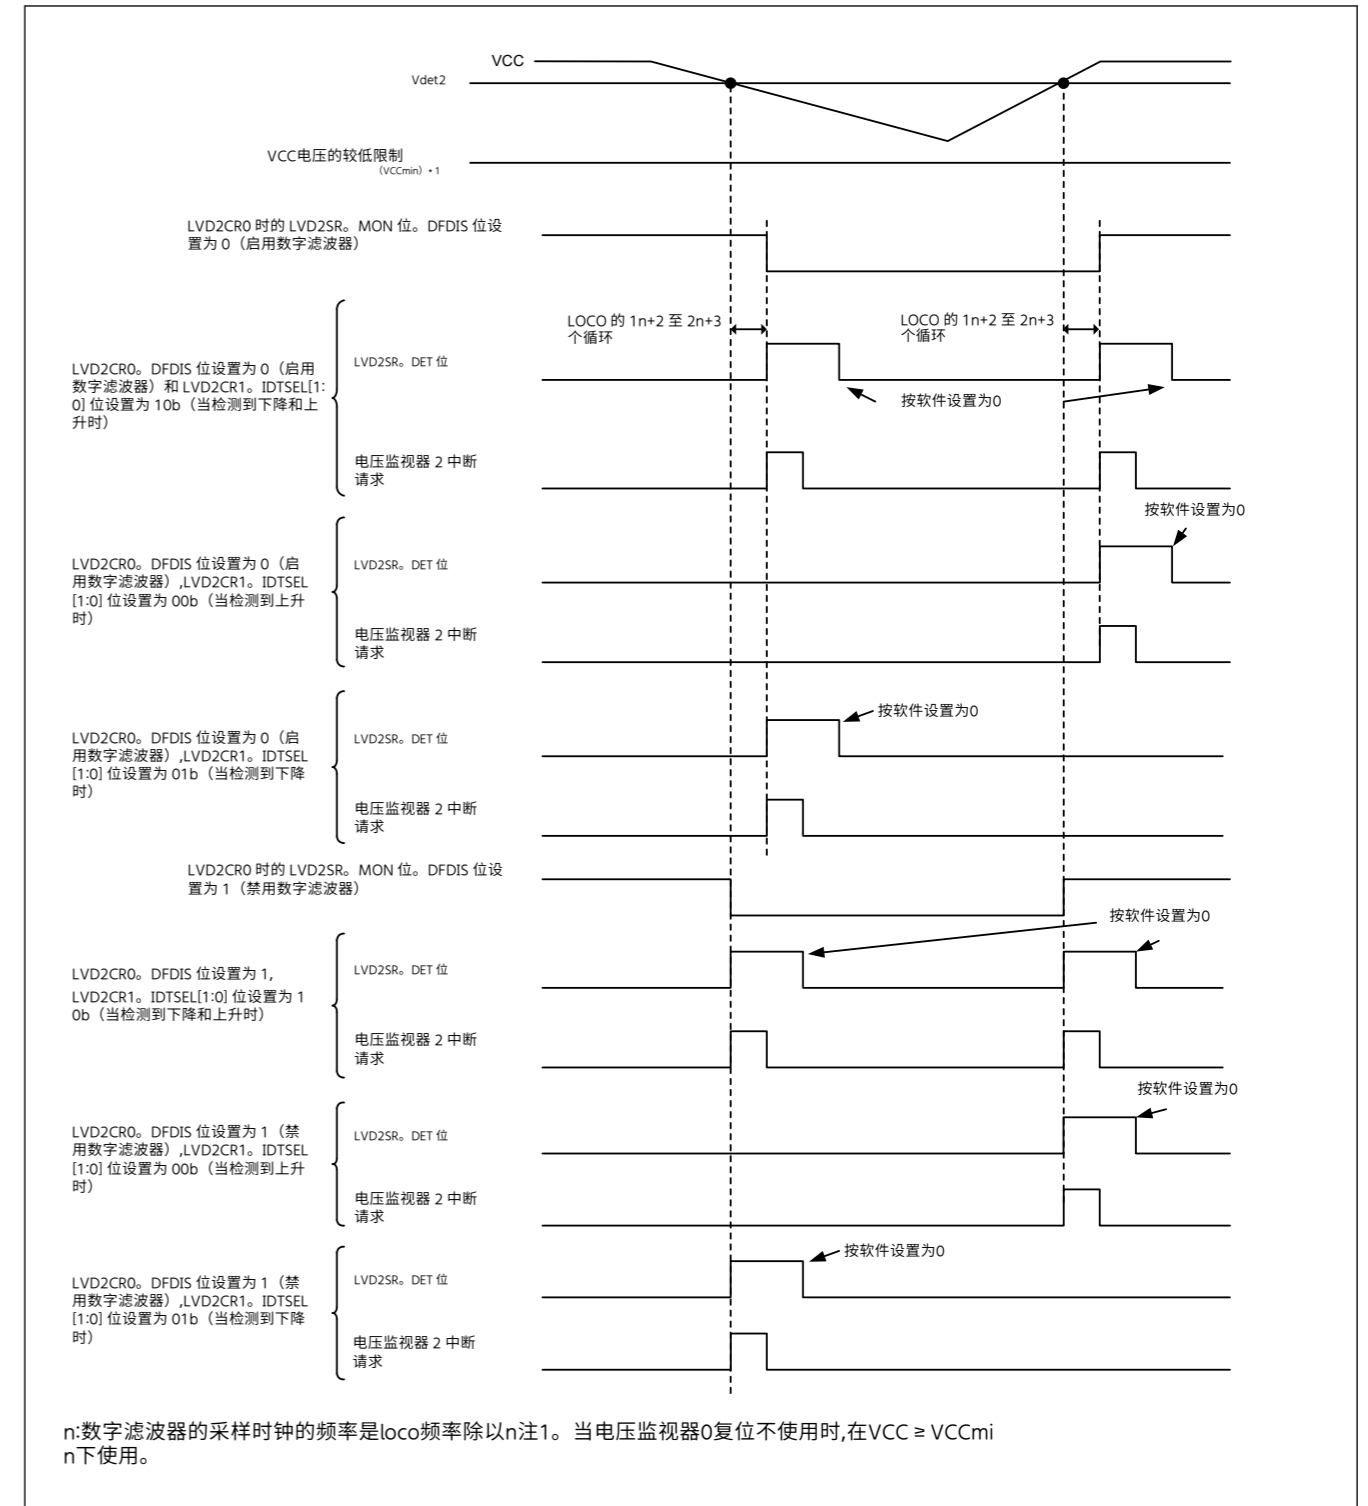 VCC
Vdet2
VCC电压的较低限制
（VCCmin）*1
LVD2CR0 时的 LVD2SR。MON 位。DFDIS 位设
置为 0（启用数字滤波器）
LOCO 的 1n+2 至 2n+3
个循环
LOCO 的 1n+2 至 2n+3
个循环
LVD2CR0。DFDIS 位设置为 0（启用
数字滤波器）和 LVD2CR1。IDTSEL[1:
0] 位设置为 10b（当检测到下降和上
升时）
LVD2SR。DET 位
按软件设置为0
电压监视器 2 中断
请求
按软件设置为0
LVD2CR0。DFDIS 位设置为 0（启
用数字滤波器）,LVD2CR1。IDTSEL
[1:0] 位设置为 00b（当检测到上升
时）
LVD2SR。DET 位
电压监视器 2 中断
请求
LVD2CR0。DFDIS 位设置为 0（启
用数字滤波器）,LVD2CR1。IDTSEL
[1:0] 位设置为 01b（当检测到下降
时）
LVD2SR。DET 位
按软件设置为0
电压监视器 2 中断
请求
LVD2CR0 时的 LVD2SR。MON 位。DFDIS 位设
置为 1（禁用数字滤波器）
按软件设置为0
LVD2CR0。DFDIS 位设置为 1,
LVD2CR1。IDTSEL[1:0] 位设置为 1
0b（当检测到下降和上升时）
LVD2SR。DET 位
电压监视器 2 中断
请求
按软件设置为0
LVD2CR0。DFDIS 位设置为 1（禁
用数字滤波器）,LVD2CR1。IDTSEL
[1:0] 位设置为 00b（当检测到上升
时）
LVD2SR。DET 位
电压监视器 2 中断
请求
LVD2CR0。DFDIS 位设置为 1（禁
用数字滤波器）,LVD2CR1。IDTSEL
[1:0] 位设置为 01b（当检测到下降
时）
LVD2SR。DET 位
按软件设置为0
电压监视器 2 中断
请求
n:数字滤波器的采样时钟的频率是loco频率除以n注1。当电压监视器0复位不使用时,在VCC ≥ VCCmi
n下使用。